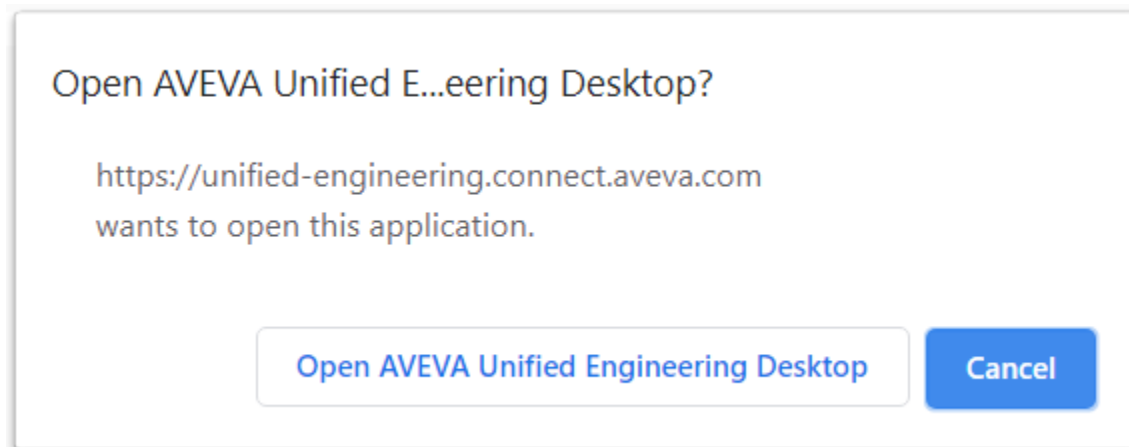 Open AVEVA Unified E...eering Desktop?
https://unified-engineering.connect.aveva.com
wants to open this application.
Open AVEVA Unified Engineering Desktop
Cancel